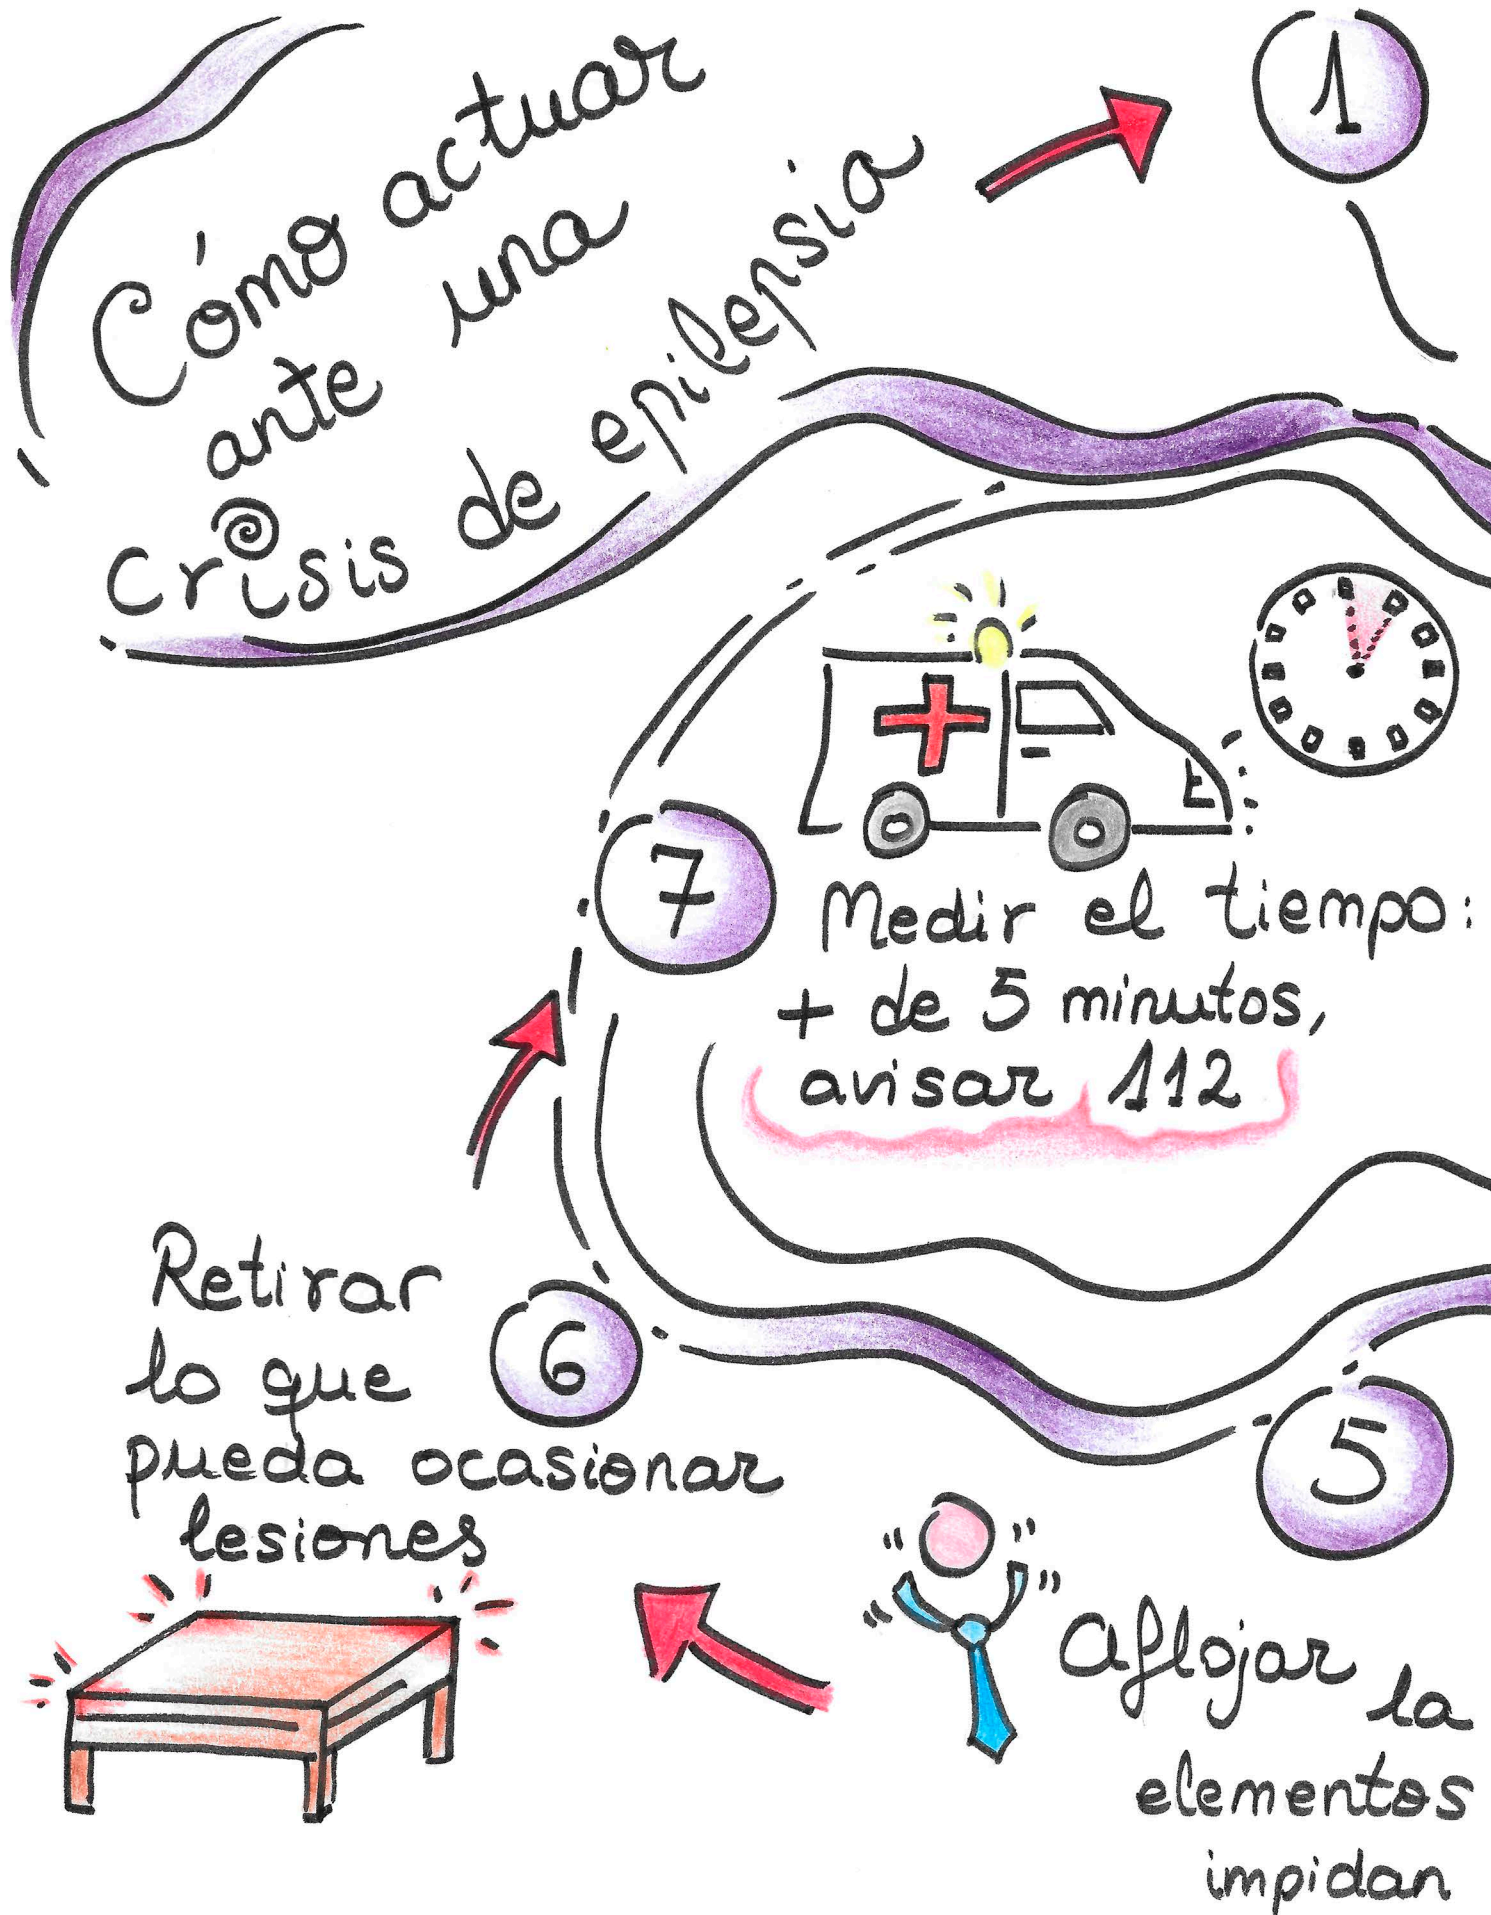 Cómo actuar
ante una
crisis de epilepsia
1
7
Medir el tiempo:
+ de 5 minutos,
avisar 112
6
Retirar
lo que
pueda ocasionar
lesiones
5
Aflojar la
elementos
impidan